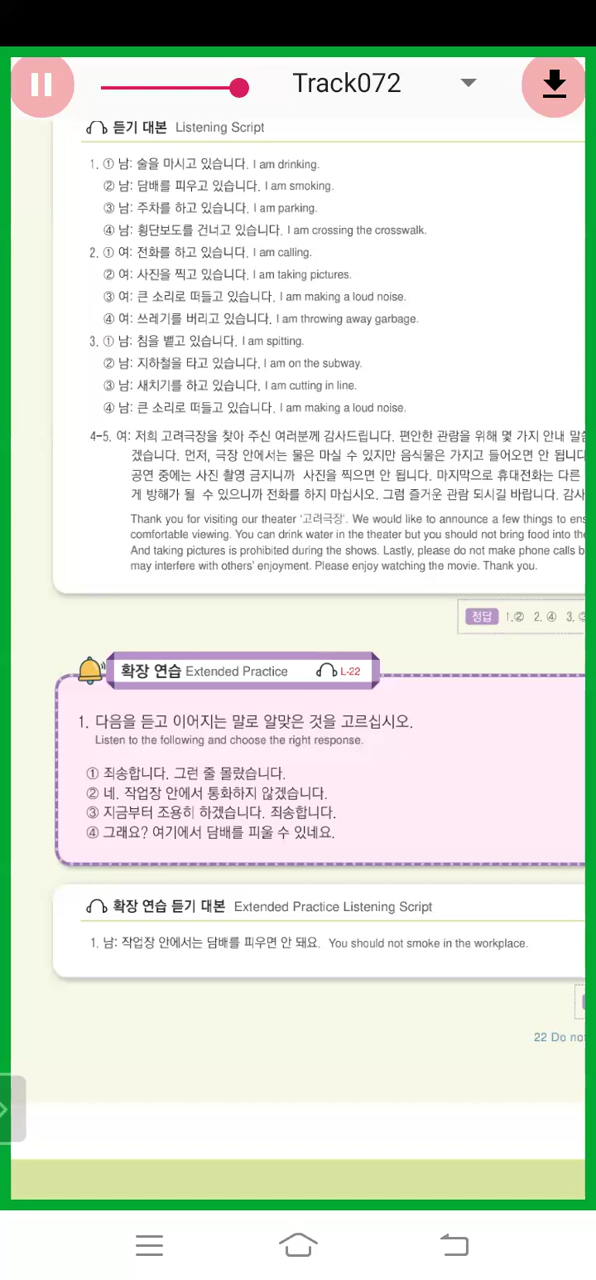 Track072
듣기 대본 Listening Script
1. ① 남: 술을 마시고 있습니다. I am drinking.
② 남: 담배를 피우고 있습니다. I am smoking.
③ 남: 주차를 하고 있습니다. I am parking.
④ 남: 횡단보도를 건너고 있습니다. I am crossing the crosswalk.
2. ① 여: 전화를 하고 있습니다. I am calling.
② 여: 사진을 찍고 있습니다. I am taking pictures.
③ 여: 큰 소리로 떠들고 있습니다. I am making a loud noise.
④ 여: 쓰레기를 버리고 있습니다. I am throwing away garbage.
3. ① 남: 침을 뱉고 있습니다. I am spitting.
② 남: 지하철을 타고 있습니다. I am on the subway.
③ 남: 새치기를 하고 있습니다. I am cutting in line.
④ 남: 큰 소리로 떠들고 있습니다. I am making a loud noise.
4-5. 여: 저희 고려극장을 찾아 주신 여러분께 감사드립니다. 편안한 관람을 위해 몇 가지 안내 말
겠습니다. 먼저, 극장 안에서는 물은 마실 수 있지만 음식물은 가지고 들어오면 안 됩니다
공연 중에는 사진 촬영 금지니까 사진을 찍으면 안 됩니다. 마지막으로 휴대전화는 다른
게 방해가 될 수 있으니까 전화를 하지 마십시오. 그럼 즐거운 관람 되시길 바랍니다. 감사
Thank you for visiting our theater '고려극장'. We would like to announce a few things to ens
comfortable viewing. You can drink water in the theater but you should not bring food into the
And taking pictures is prohibited during the shows. Lastly, please do not make phone calls b
may interfere with others' enjoyment. Please enjoy watching the movie. Thank you.
정답 1.② 2. ④ 3.
확장 연습 Extended Practice L-22
1. 다음을 듣고 이어지는 말로 알맞은 것을 고르십시오.
Listen to the following and choose the right response.
① 죄송합니다. 그런 줄 몰랐습니다.
② 네. 작업장 안에서 통화하지 않겠습니다.
③ 지금부터 조용히 하겠습니다. 죄송합니다.
④ 그래요? 여기에서 담배를 피울 수 있네요.
확장 연습 듣기 대본 Extended Practice Listening Script
1. 남: 작업장 안에서는 담배를 피우면 안 돼요. You should not smoke in the workplace.
22 Do no